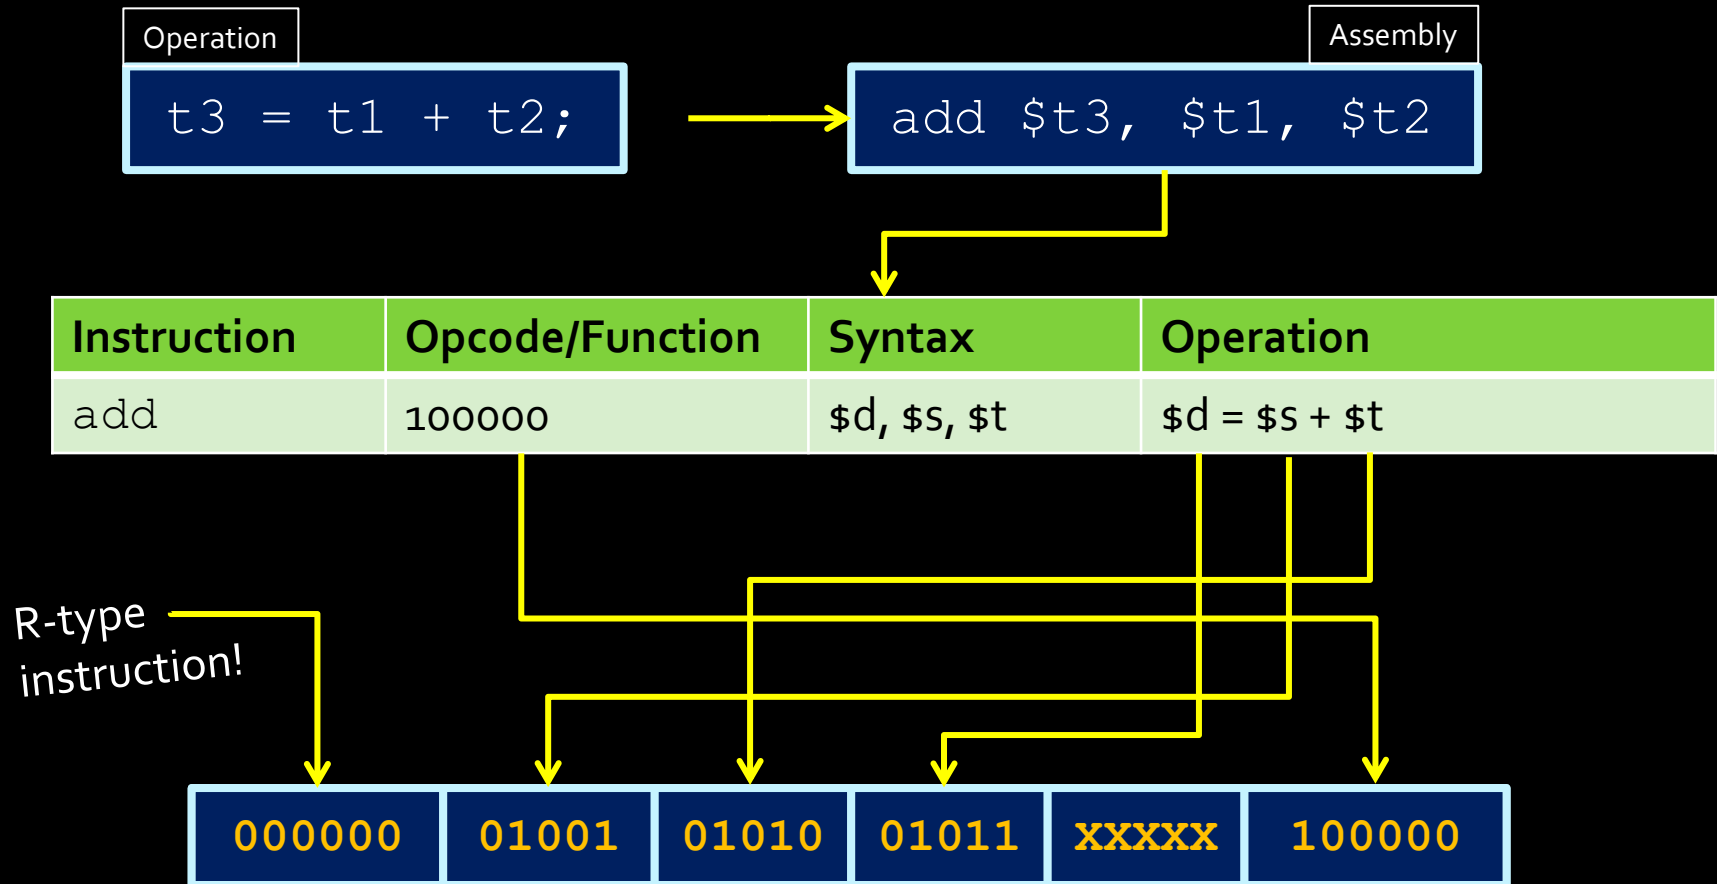 Operation
Assembly
t3 = t1 + t2;
add $t3, $t1, $t2
Instruction Opcode/Function Syntax Operation
add 100000 $d, $s, $t $d = $s + $t
R-type
instruction!
000000 01001 01010 01011 XXXXX 100000